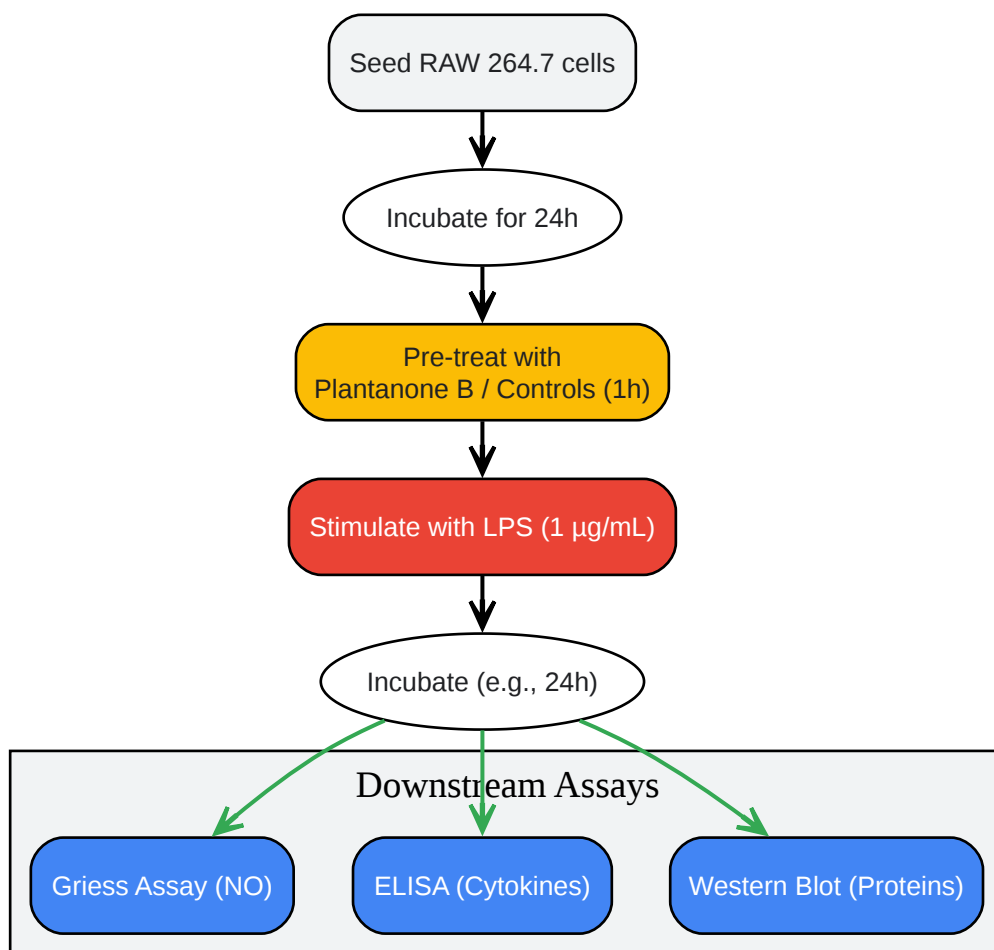 Seed RAW 264.7 cells
Incubate for 24h
Pre-treat with
Plantanone B / Controls (1h)
Stimulate with LPS (1 µg/mL)
Incubate (e.g., 24h)
Downstream Assays
Griess Assay (NO)
ELISA (Cytokines)
Western Blot (Proteins)